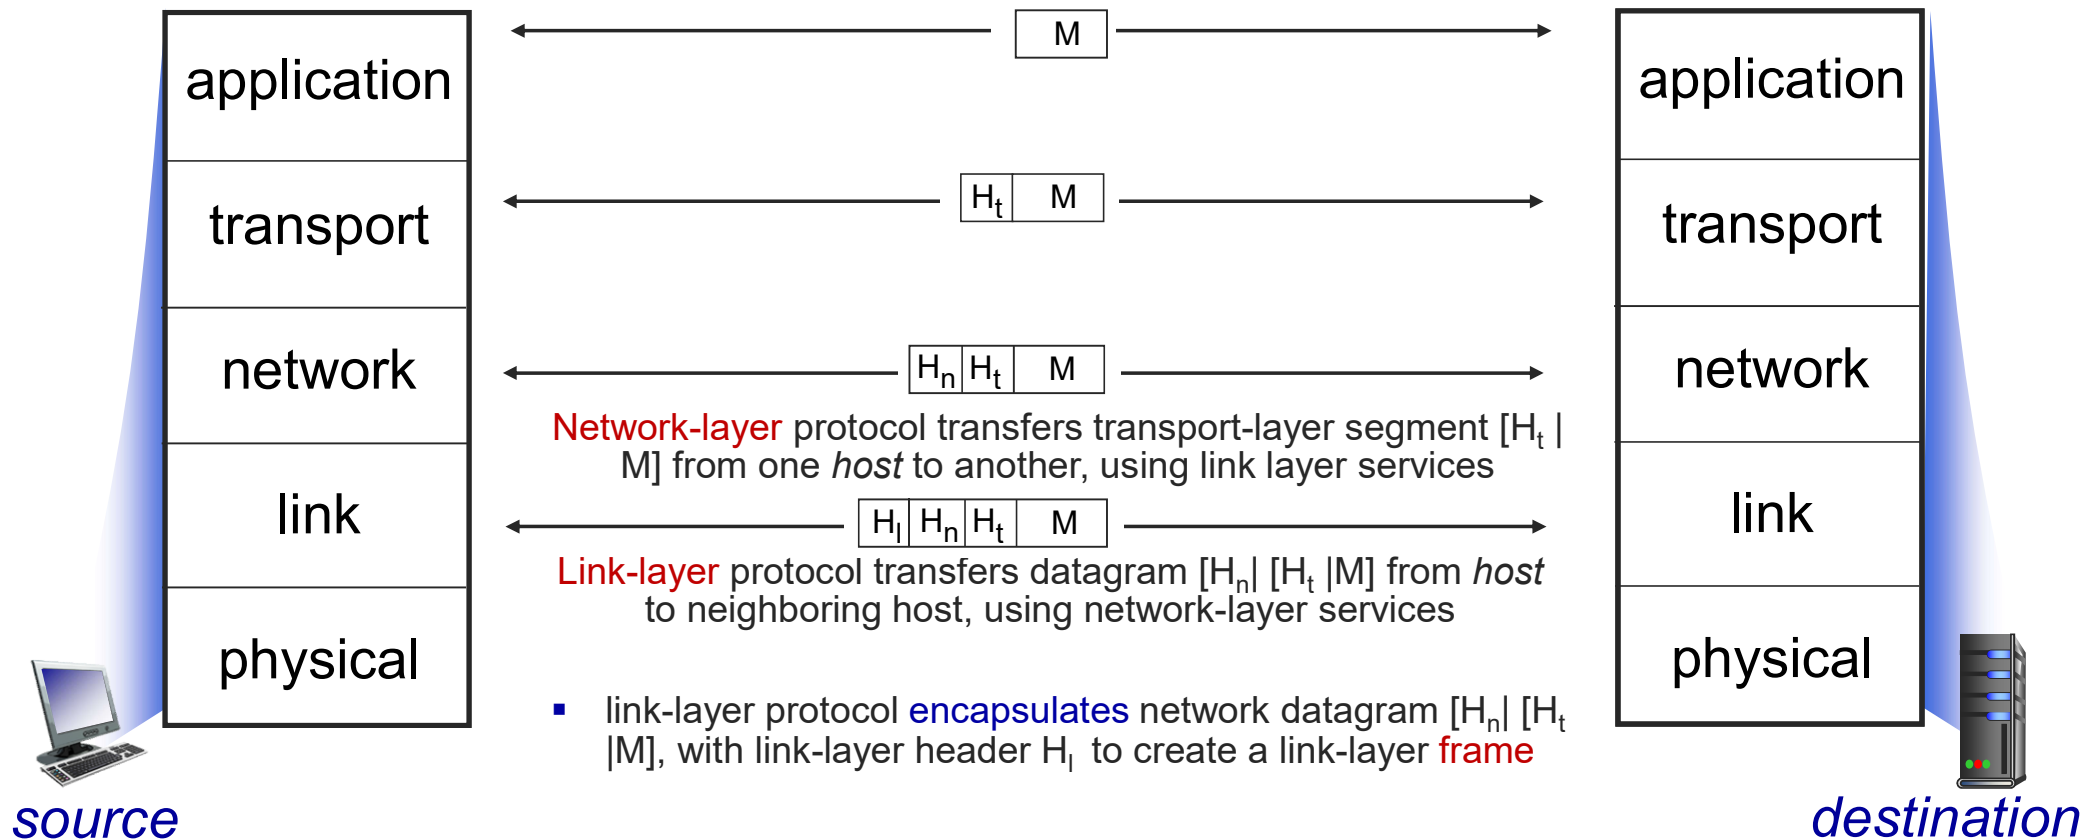 application
M
application
transport
Ht M
transport
network
Hn Ht M
network
Network-layer protocol transfers transport-layer segment [Ht |
M] from one host to another, using link layer services
link
Hl Hn Ht M
link
Link-layer protocol transfers datagram [Hn| [Ht |M] from host
to neighboring host, using network-layer services
physical
physical
▪ link-layer protocol encapsulates network datagram [Hn| [Ht
|M], with link-layer header Hl to create a link-layer frame
source
destination